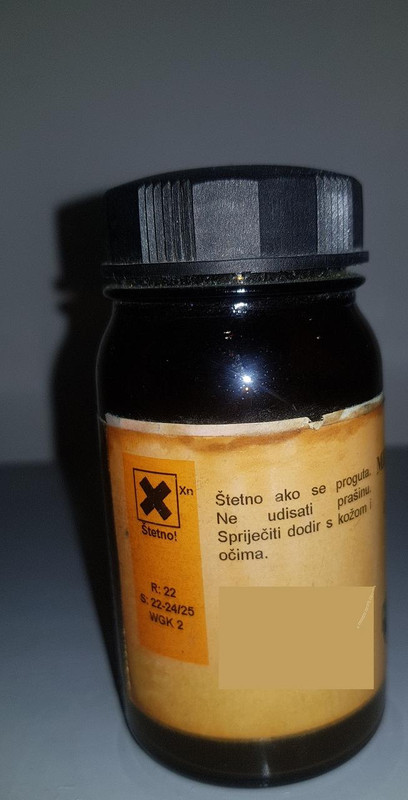 Xn
Štetno!
R: 22
S: 22-24/25
WGK 2
Štetno ako se proguta.
Ne udisati prašinu.
Spriječiti dodir s kožom i
očima.